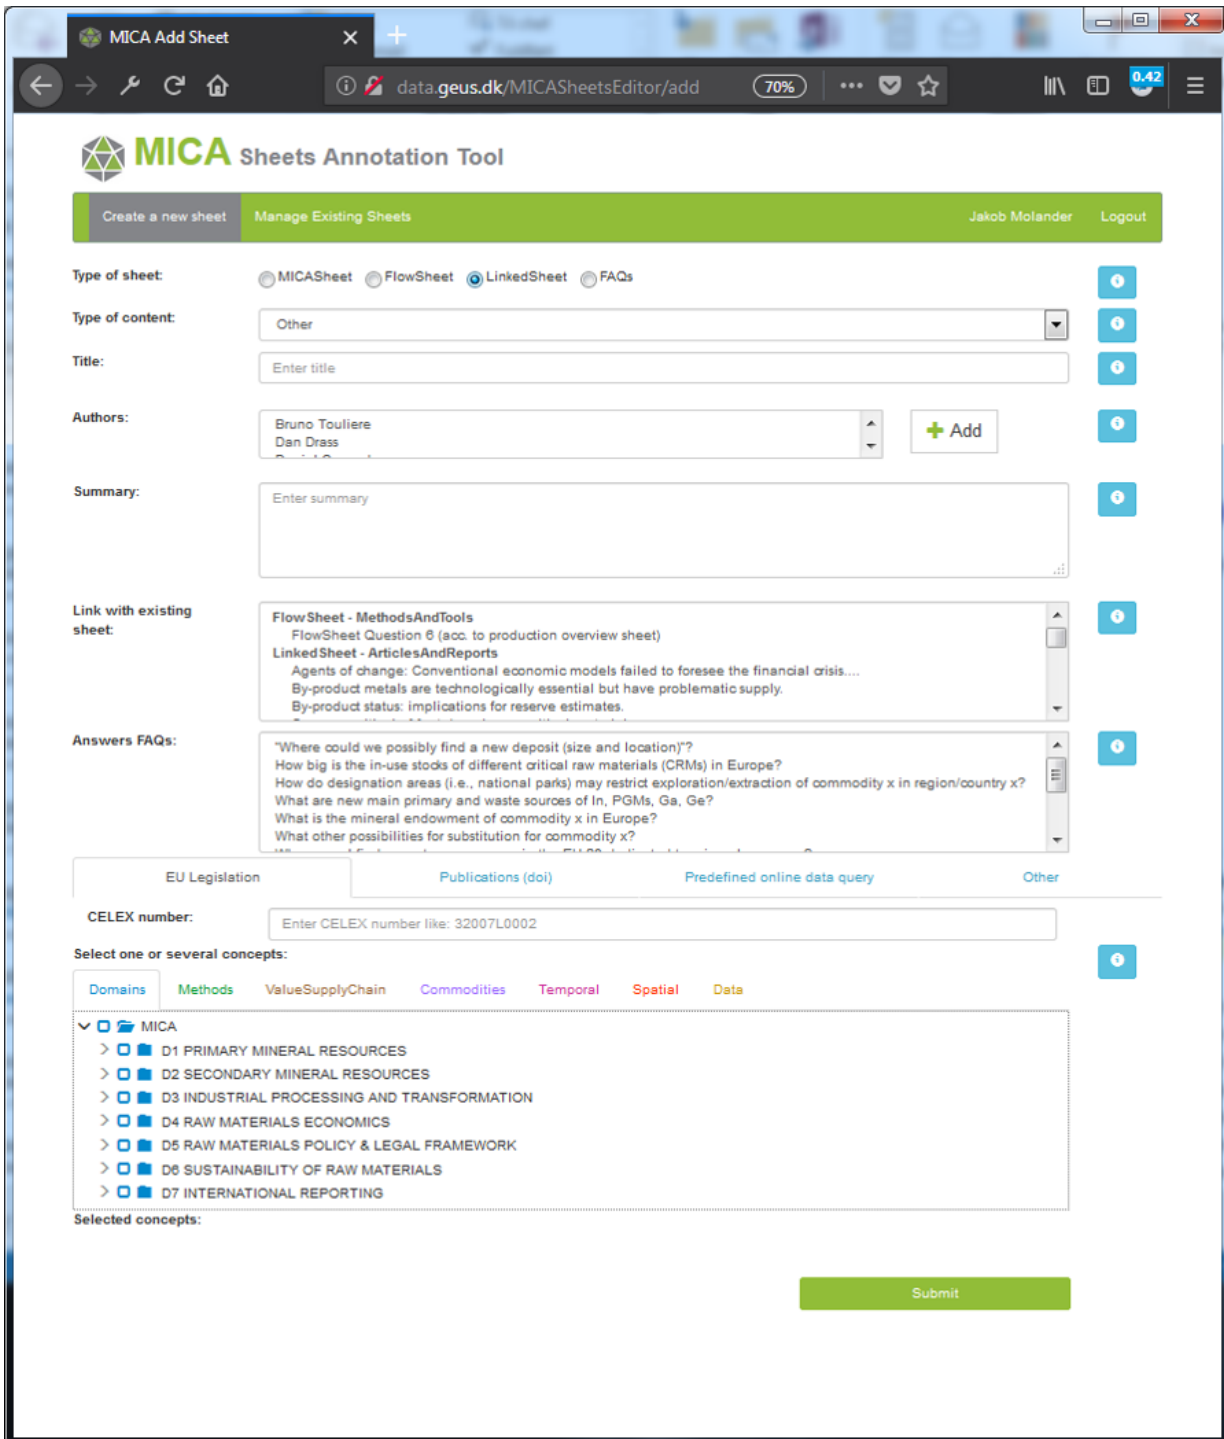 MICA Add Sheet
data.geus.dk/MICASheetsEditor/add 70% 0.42
MICA Sheets Annotation Tool
Create a new sheet Manage Existing Sheets Jakob Molander Logout
Type of sheet: MICASheet FlowSheet LinkedSheet FAQs
Type of content: Other
Title: Enter title
Authors: Bruno Touliere
Dan Drass
Add
Summary: Enter summary
Link with existing sheet:
FlowSheet - MethodsAndTools
FlowSheet Question 6 (acc. to production overview sheet)
LinkedSheet - ArticlesAndReports
Agents of change: Conventional economic models failed to foresee the financial crisis....
By-product metals are technologically essential but have problematic supply.
By-product status: implications for reserve estimates.
Answers FAQs:
"Where could we possibly find a new deposit (size and location)"?
How big is the in-use stocks of different critical raw materials (CRMs) in Europe?
How do designation areas (i.e., national parks) may restrict exploration/extraction of commodity x in region/country x?
What are new main primary and waste sources of In, PGMs, Ga, Ge?
What is the mineral endowment of commodity x in Europe?
What other possibilities for substitution for commodity x?
EU Legislation Publications (doi) Predefined online data query Other
CELEX number: Enter CELEX number like: 32007L0002
Select one or several concepts:
Domains Methods ValueSupplyChain Commodities Temporal Spatial Data
MICA
D1 PRIMARY MINERAL RESOURCES
D2 SECONDARY MINERAL RESOURCES
D3 INDUSTRIAL PROCESSING AND TRANSFORMATION
D4 RAW MATERIALS ECONOMICS
D5 RAW MATERIALS POLICY & LEGAL FRAMEWORK
D6 SUSTAINABILITY OF RAW MATERIALS
D7 INTERNATIONAL REPORTING
Selected concepts:
Submit